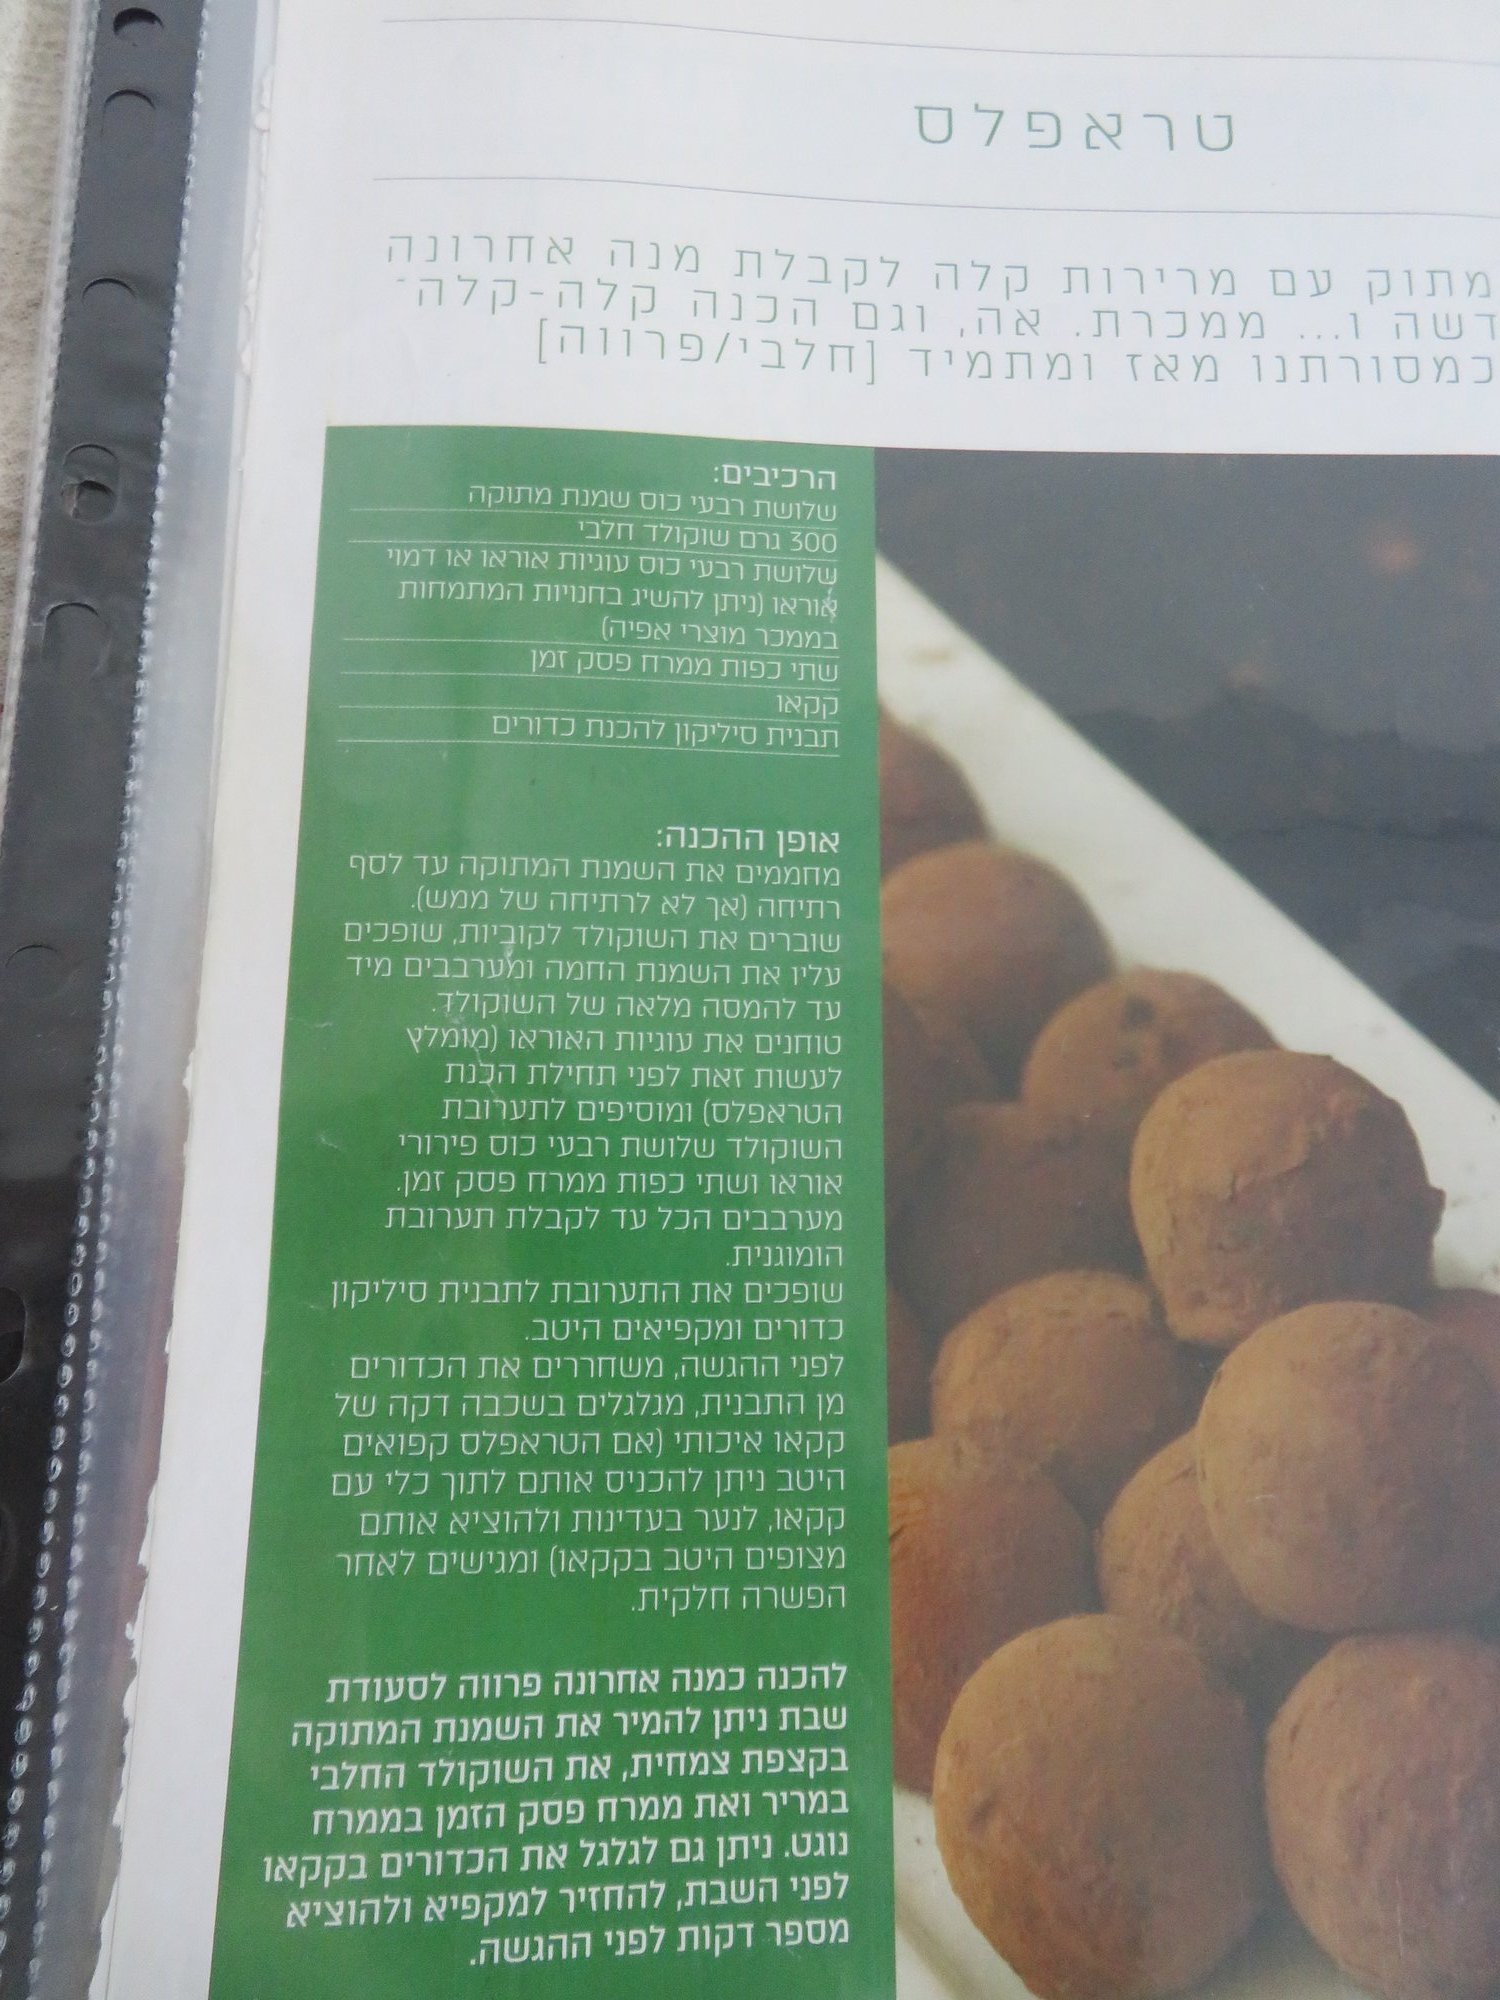 טראפלס
מתוק עם מרירות קלה לקבלת מנה אחרונה
דשה ו... ממכרת. אה, וגם הכנה קלה-קלה-
כמסורתנו מאז ומתמיד [חלבי/פרווה]
הרכיבים:
שלושת רבעי כוס שמנת מתוקה
300 גרם שוקולד חלבי
שלושת רבעי כוס עוגיות אוראו או דמוי
אוראו (ניתן להשיג בחנויות המתמחות
בממכר מוצרי אפיה)
שתי כפות ממרח פסק זמן
קקאו
תבנית סיליקון להכנת כדורים
אופן ההכנה:
מחממים את השמנת המתוקה עד לסף
רתיחה (אך לא לרתיחה של ממש).
שוברים את השוקולד לקוביות, שופכים
עליו את השמנת החמה ומערבבים מיד
עד להמסה מלאה של השוקולד.
טוחנים את עוגיות האוראו (מומלץ
לעשות זאת לפני תחילת הכנת
הטראפלס) ומוסיפים לתערובת
השוקולד שלושת רבעי כוס פירורי
אוראו ושתי כפות ממרח פסק זמן.
מערבבים הכל עד לקבלת תערובת
הומוגנית.
שופכים את התערובת לתבנית סיליקון
כדורים ומקפיאים היטב.
לפני ההגשה, משחררים את הכדורים
מן התבנית, מגלגלים בשכבה דקה של
קקאו איכותי (אם הטראפלס קפואים
היטב ניתן להכניס אותם לתוך כלי עם
קקאו, לנער בעדינות ולהוציא אותם
מצופים היטב בקקאו) ומגישים לאחר
הפשרה חלקית.
להכנה כמנה אחרונה פרווה לסעודת
שבת ניתן להמיר את השמנת המתוקה
בקצפת צמחית, את השוקולד החלבי
במריר ואת ממרח פסק הזמן בממרח
נוגט. ניתן גם לגלגל את הכדורים בקקאו
לפני השבת, להחזיר למקפיא ולהוציא
מספר דקות לפני ההגשה.